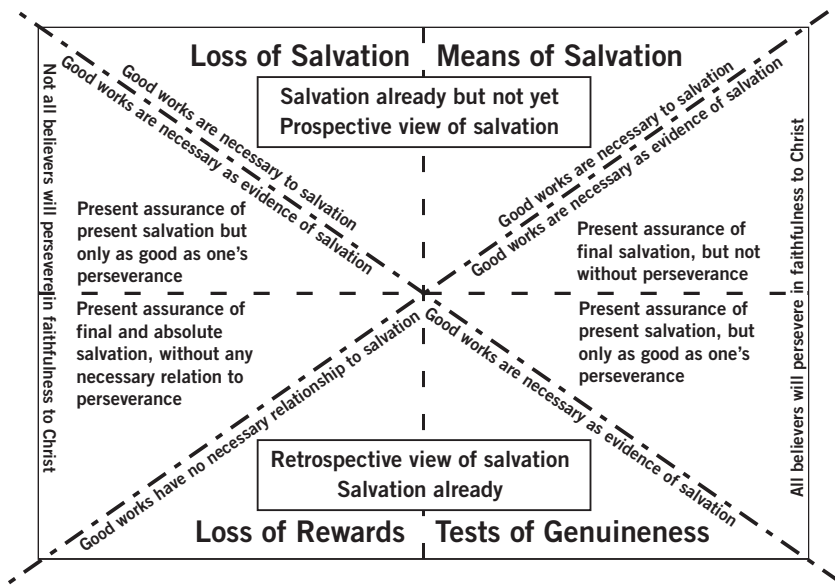 Loss of Salvation
Means of Salvation
Salvation already but not yet
Prospective view of salvation
Not all believers will persevere in faithfulness to Christ
Good works are necessary to salvation
Good works are necessary as evidence of salvation
Good works are necessary to salvation
Good works are necessary as evidence of salvation
All believers will persevere in faithfulness to Christ
Present assurance of
present salvation but
only as good as one's
perseverance
Present assurance of
final salvation, but not
without perseverance
Present assurance of
final and absolute
salvation, without any
necessary relation to
perseverance
Present assurance of
present salvation, but
only as good as one's
perseverance
Good works have no necessary relationship to salvation
Good works are necessary as evidence of salvation
Retrospective view of salvation
Salvation already
Loss of Rewards
Tests of Genuineness